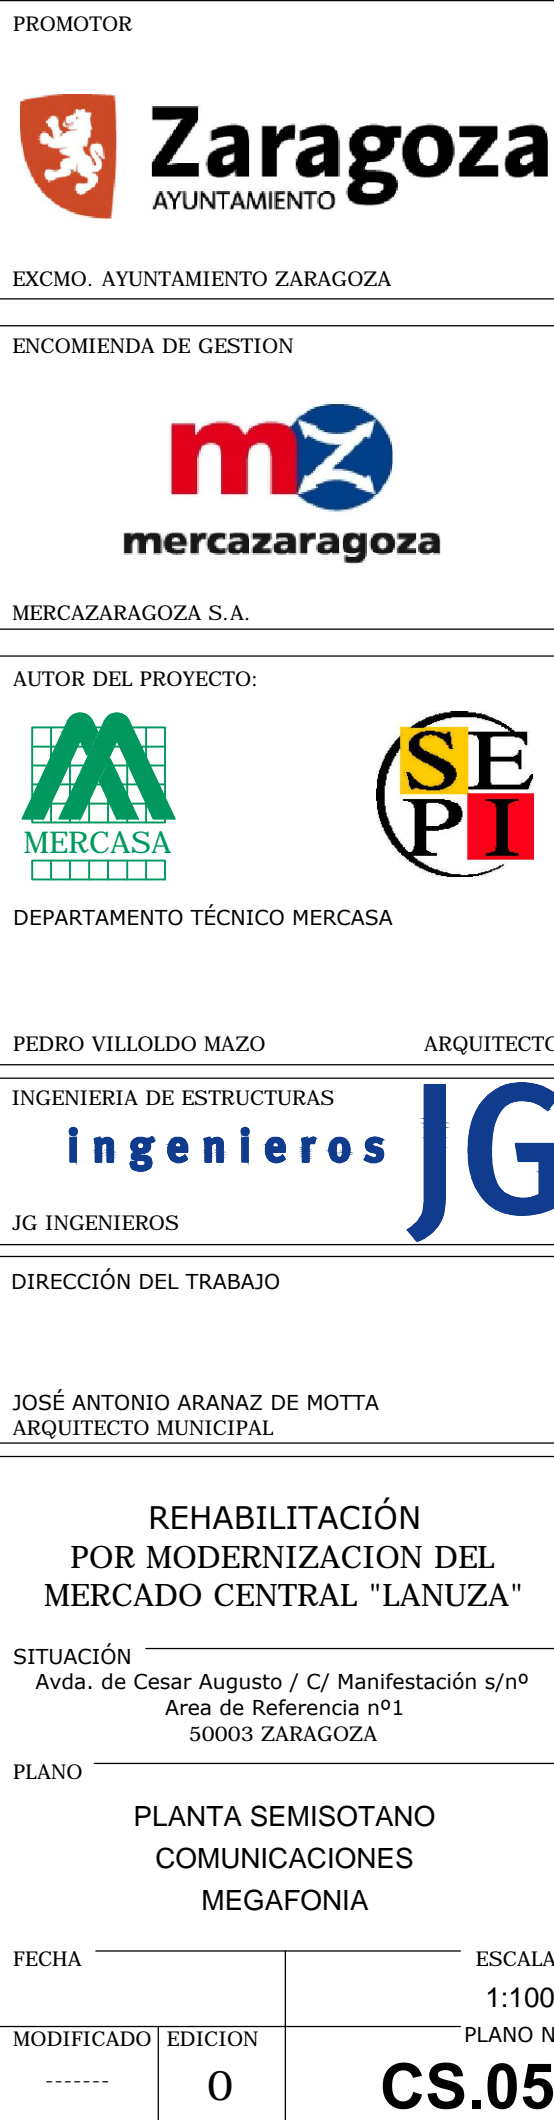 PROMOTOR
Zaragoza
AYUNTAMIENTO
EXCMO. AYUNTAMIENTO ZARAGOZA
ENCOMIENDA DE GESTION
mz
mercazaragoza
MERCAZARAGOZA S.A.
AUTOR DEL PROYECTO:
MERCASA
SE
PI
DEPARTAMENTO TÉCNICO MERCASA
PEDRO VILLOLDO MAZO ARQUITECTO
INGENIERIA DE ESTRUCTURAS
ingenieros JG
JG INGENIEROS
DIRECCIÓN DEL TRABAJO
JOSÉ ANTONIO ARANAZ DE MOTTA
ARQUITECTO MUNICIPAL
REHABILITACIÓN
POR MODERNIZACION DEL
MERCADO CENTRAL "LANUZA"
SITUACIÓN
Avda. de Cesar Augusto / C/ Manifestación s/nº
Area de Referencia nº1
50003 ZARAGOZA
PLANO
PLANTA SEMISOTANO
COMUNICACIONES
MEGAFONIA
FECHA ESCALA
1:100
MODIFICADO EDICION PLANO N
------- 0 CS.05